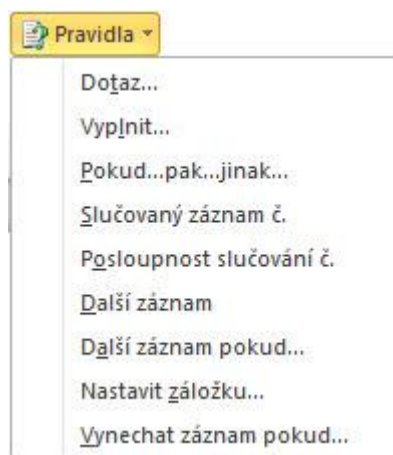 Pravidla
Dotaz...
Vyplnit...
Pokud...pak...jinak...
Slučovaný záznam č.
Posloupnost slučování č.
Další záznam
Další záznam pokud...
Nastavit záložku...
Vynechat záznam pokud...